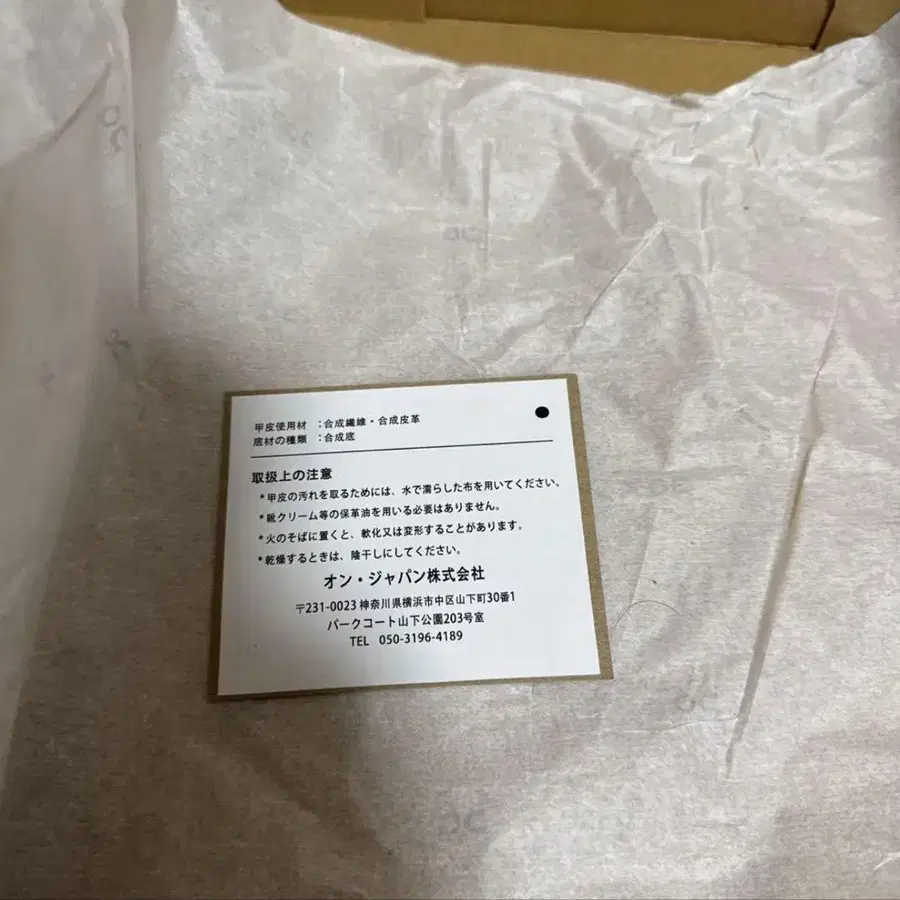 甲皮使用材 :合成繊維・合成皮革
底材の種類 :合成底
取扱上の注意
*甲皮の汚れを取るためには、水で濡らした布を用いてください。
*靴クリーム等の保革油を用いる必要はありません。
*火のそばに置くと、軟化又は変形することがあります。
*乾燥するときは、陰干しにしてください。
オン・ジャパン株式会社
〒231-0023 神奈川県横浜市中区山下町30番1
パークコート山下公園203号室
TEL 050-3196-4189